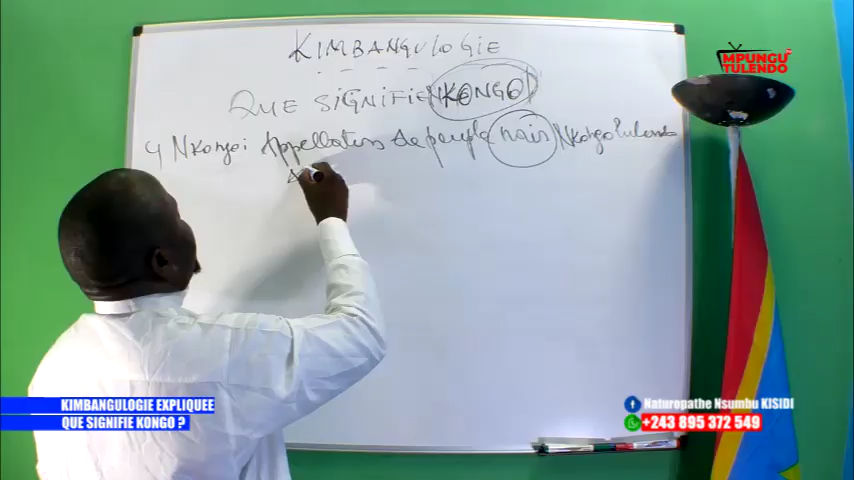 KIMBANGULOGIE
MPUNGU
TULENDO
QUE SIGNIFIE NKONGO
Appellation de peuple noir Nkongo Tulendo
KIMBANGULOGIE EXPLIQUEE
QUE SIGNIFIE KONGO ?
Naturopathe Nsumbu KISIDI
+243 895 372 549